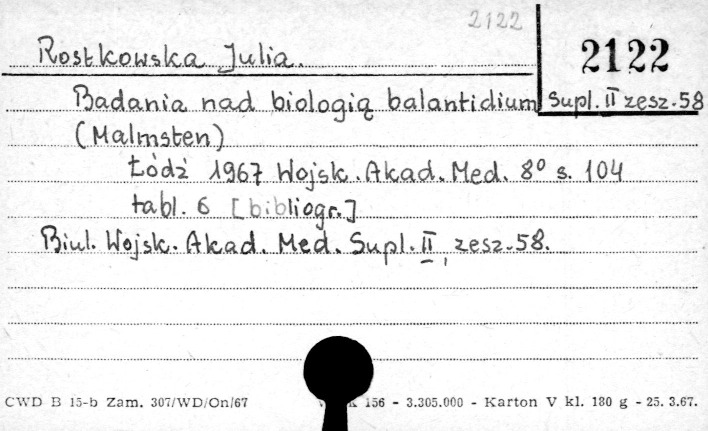 2122
Rostkowska Julia.
2122
Badania nad biologią balantidium Supl. II zesz. 58
(Malmsten)
Łódź 1967 Wojsk. Akad. Med. 8⁰ s. 104
tabl. 6 [bibliogr.]
Biul. Wojsk. Akad. Med. Supl. II, zesz. 58.
CWD B 15-b Zam. 307/WD/On/67 156 - 3.305.000 - Karton V kl. 180 g - 25. 3.67.